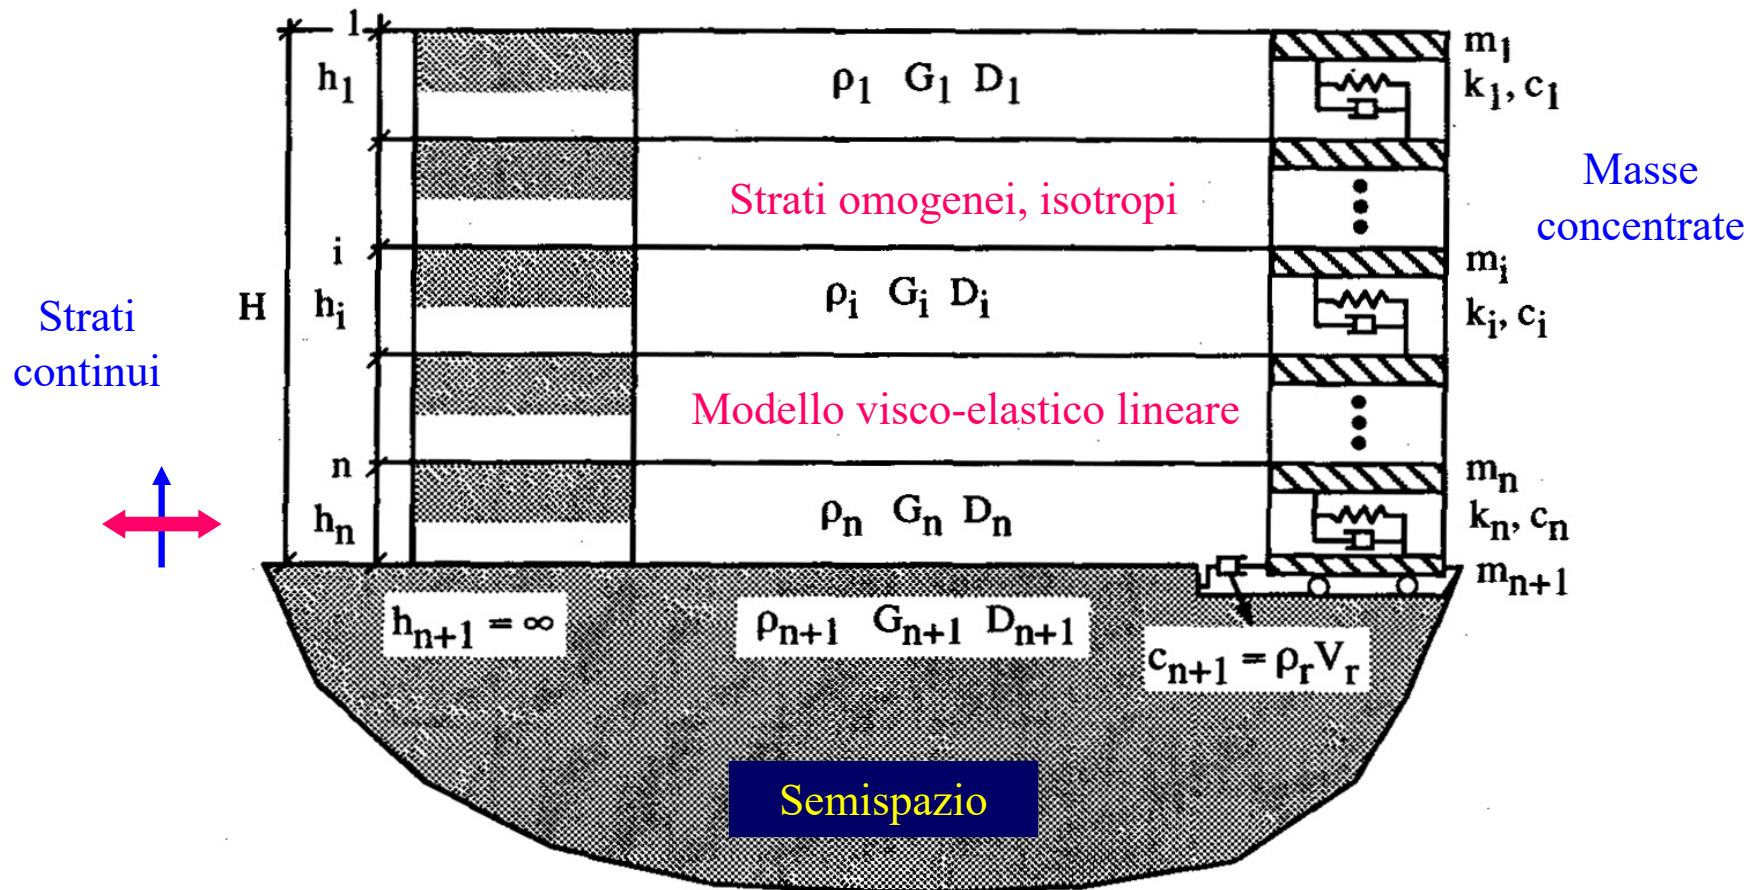 1
h₁
ρ₁ G₁ D₁
m₁
k₁, c₁
Strati omogenei, isotropi
Masse
concentrate
i
H
hᵢ
ρᵢ Gᵢ Dᵢ
mᵢ
kᵢ, cᵢ
Strati
continui
Modello visco-elastico lineare
n
hₙ
ρₙ Gₙ Dₙ
mₙ
kₙ, cₙ
mₙ₊₁
hₙ₊₁ = ∞
ρₙ₊₁ Gₙ₊₁ Dₙ₊₁
cₙ₊₁ = ρᵣVᵣ
Semispazio